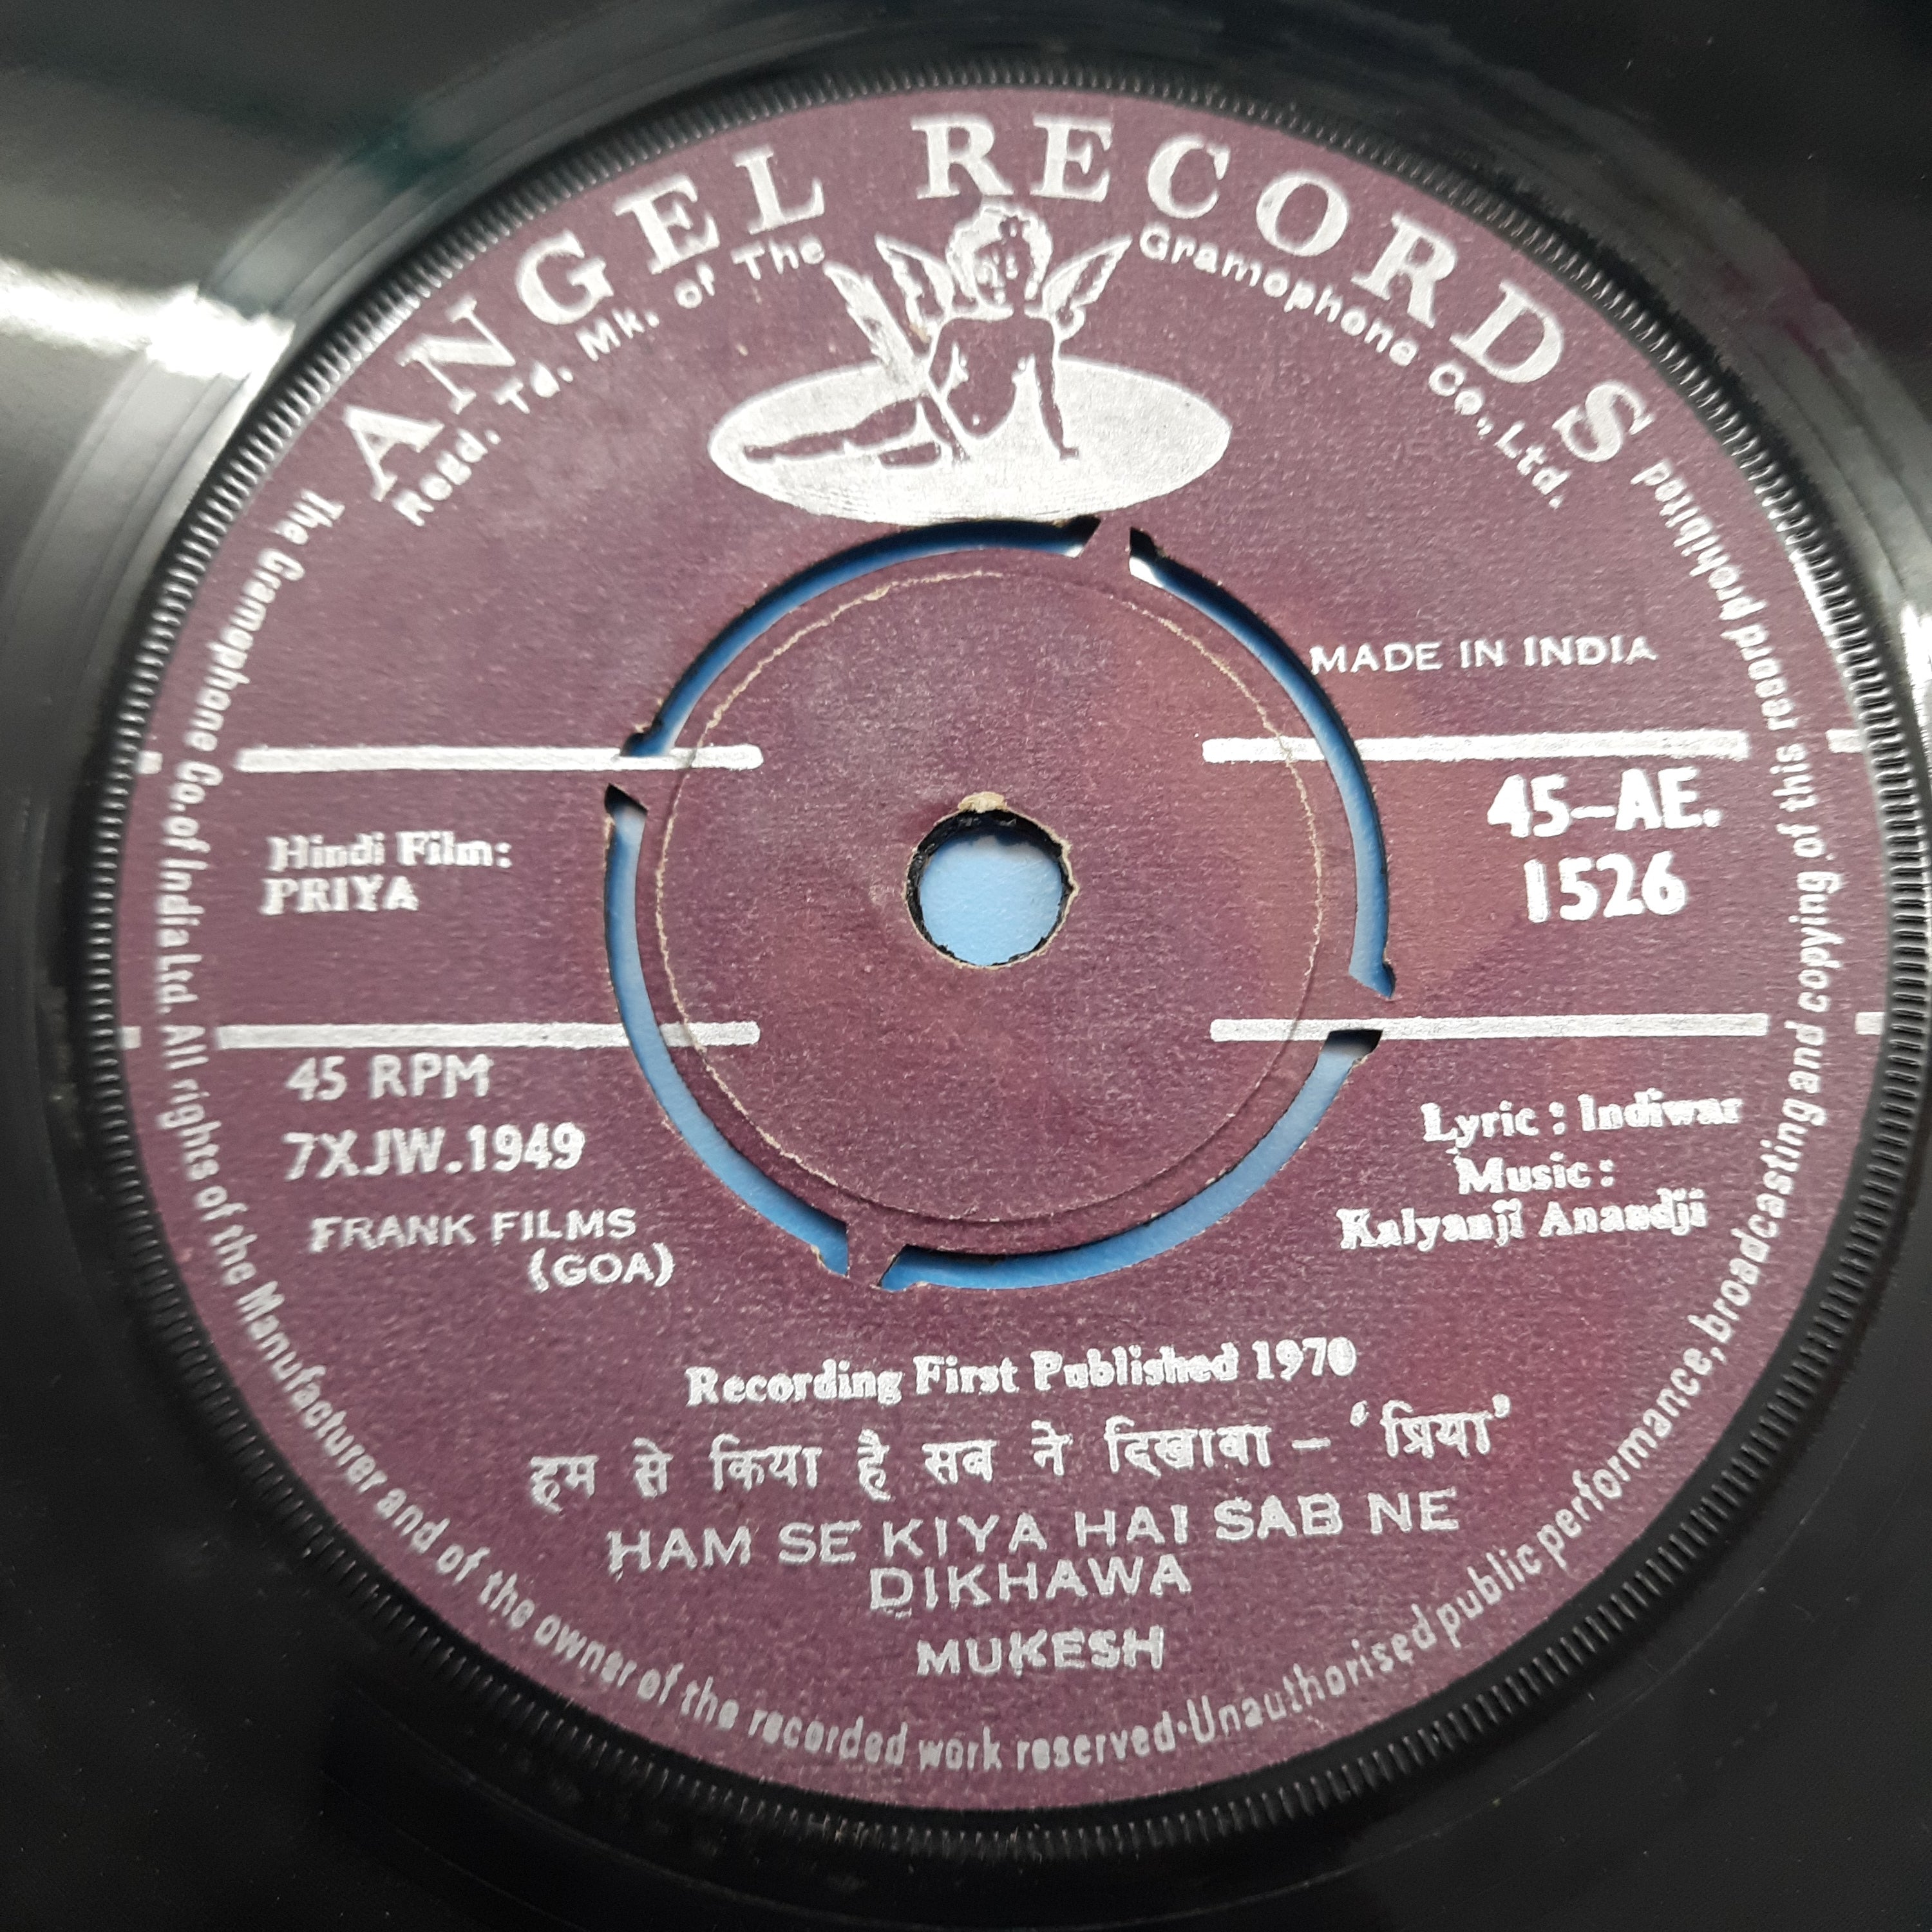 ANGEL RECORDS
Regd. Td. Mk. of The Gramophone Co., Ltd.
MADE IN INDIA
Hindi Film:
PRIYA
45-AE.
1526
45 RPM
7XJW.1949
FRANK FILMS
(GOA)
Lyric : Indiwar
Music :
Kalyanji Anandji
Recording First Published 1970
हम से किया है सब ने दिखावा - ‘प्रिया’
HAM SE KIYA HAI SAB NE
DIKHAWA
MUKESH
The Gramophone Co. of India Ltd. All rights of the Manufacturer and of the owner of the recorded work reserved·Unauthorised public performance, broadcasting and copying of this record prohibited